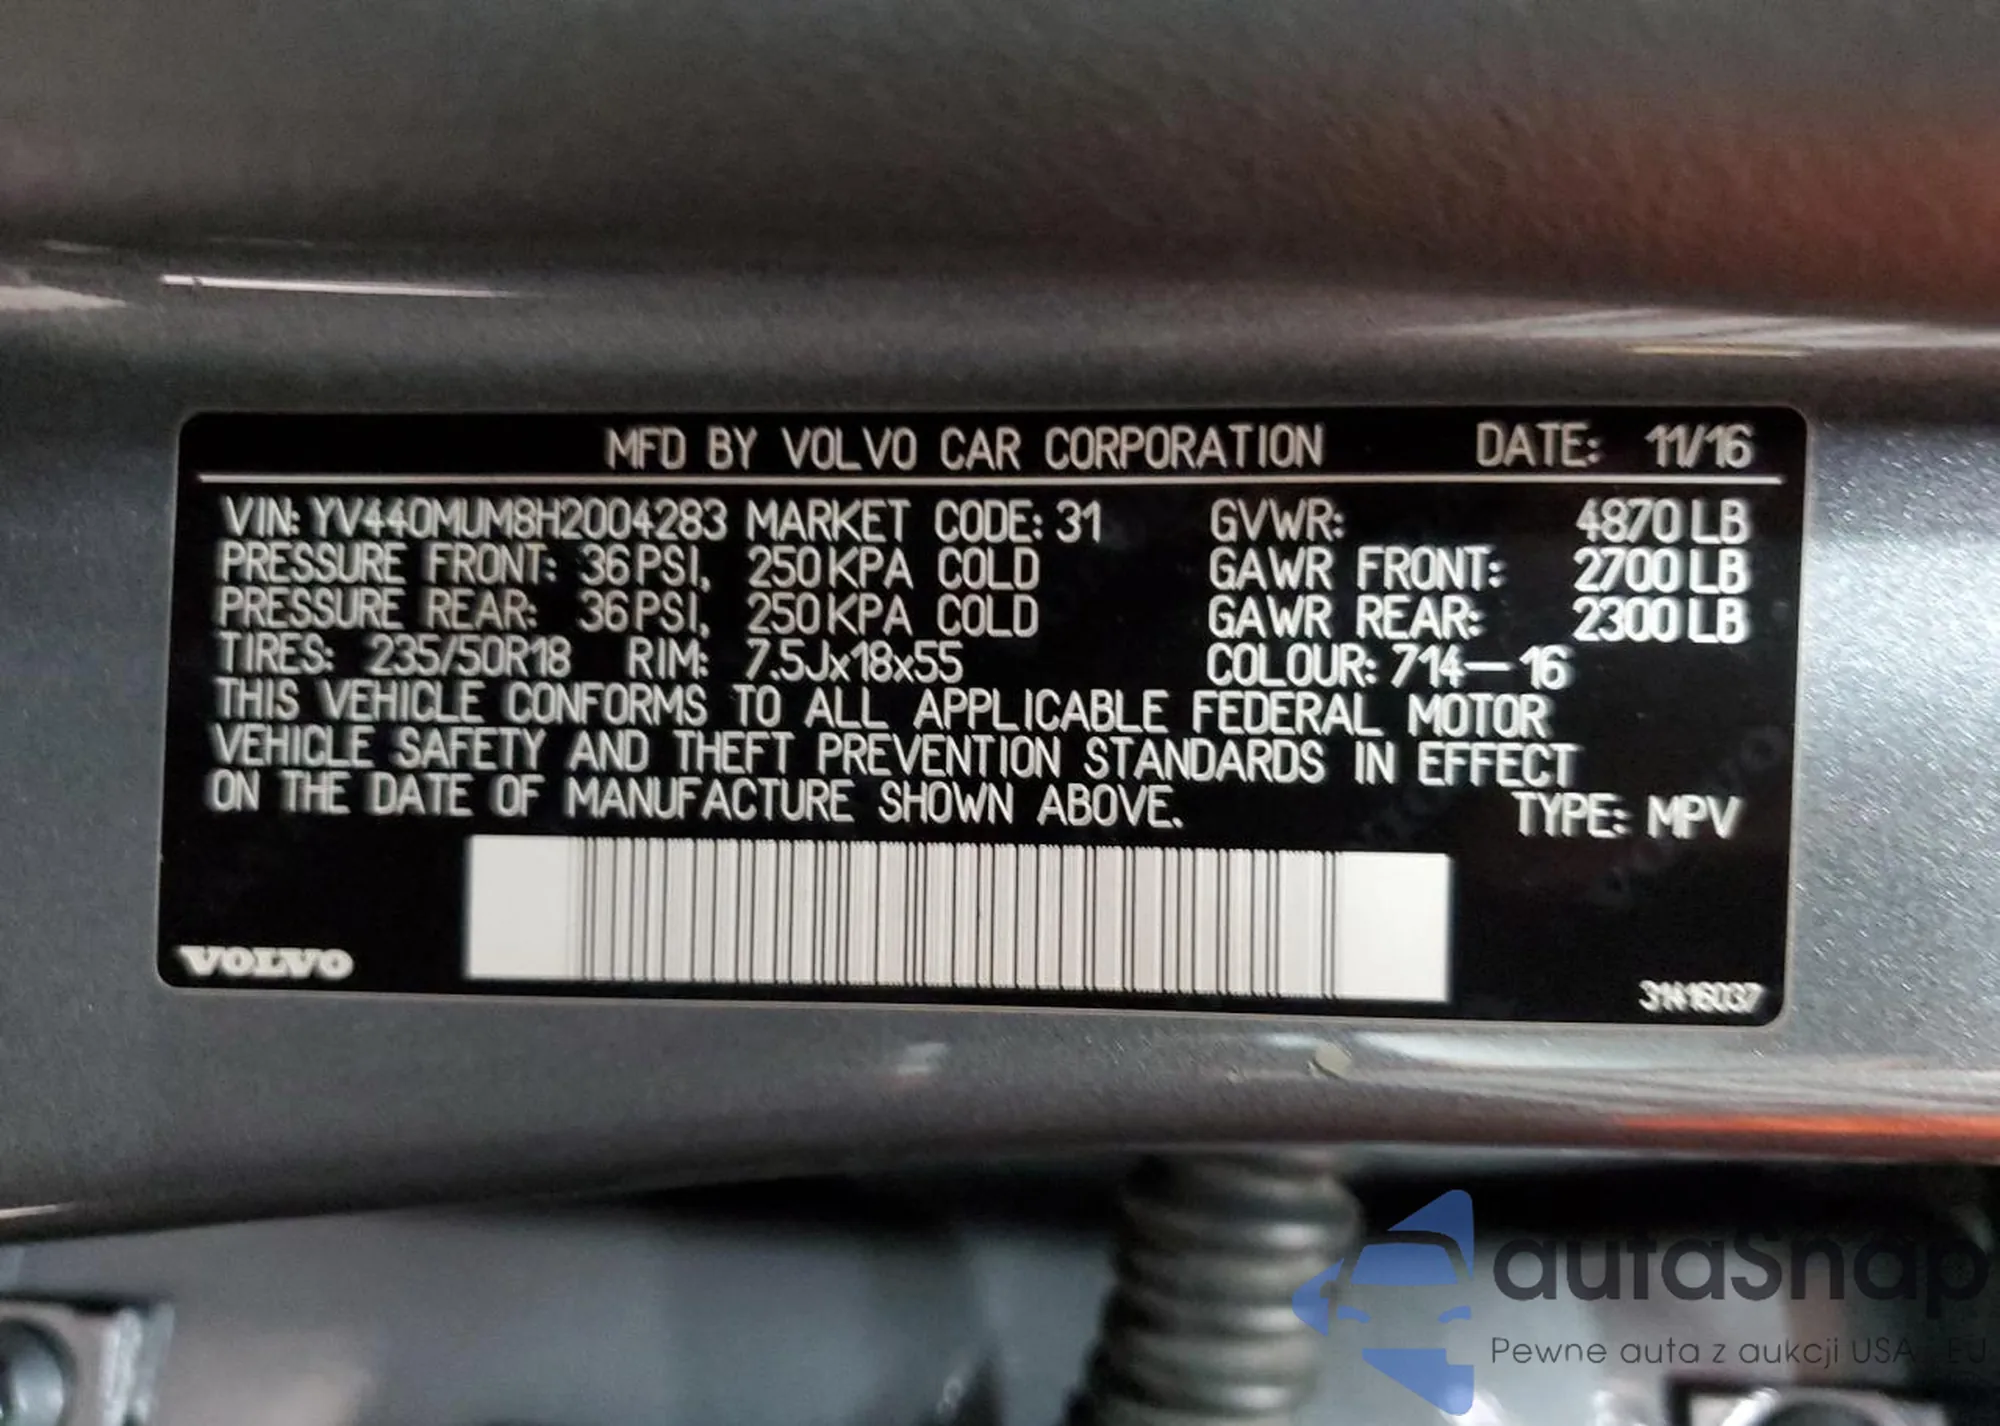 MFD BY VOLVO CAR CORPORATION DATE: 11/16
VIN: YV440MUM8H2004283 MARKET CODE: 31 GVWR: 4870 LB
PRESSURE FRONT: 36 PSI, 250 KPA COLD GAWR FRONT: 2700 LB
PRESSURE REAR: 36 PSI, 250 KPA COLD GAWR REAR: 2300 LB
TIRES: 235/50R18 RIM: 7.5Jx18x55 COLOUR: 714-16
THIS VEHICLE CONFORMS TO ALL APPLICABLE FEDERAL MOTOR
VEHICLE SAFETY AND THEFT PREVENTION STANDARDS IN EFFECT
ON THE DATE OF MANUFACTURE SHOWN ABOVE. TYPE: MPV
VOLVO
31416037
autaSnap
Pewne auta z aukcji USA - EU